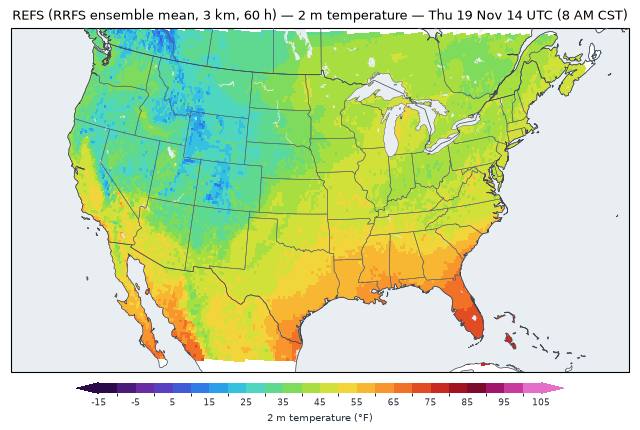 REFS (RRFS ensemble mean, 3 km, 60 h) — 2 m temperature — Thu 19 Nov 14 UTC (8 AM CST)
-15 -5 5 15 25 35 45 55 65 75 85 95 105
2 m temperature (°F)